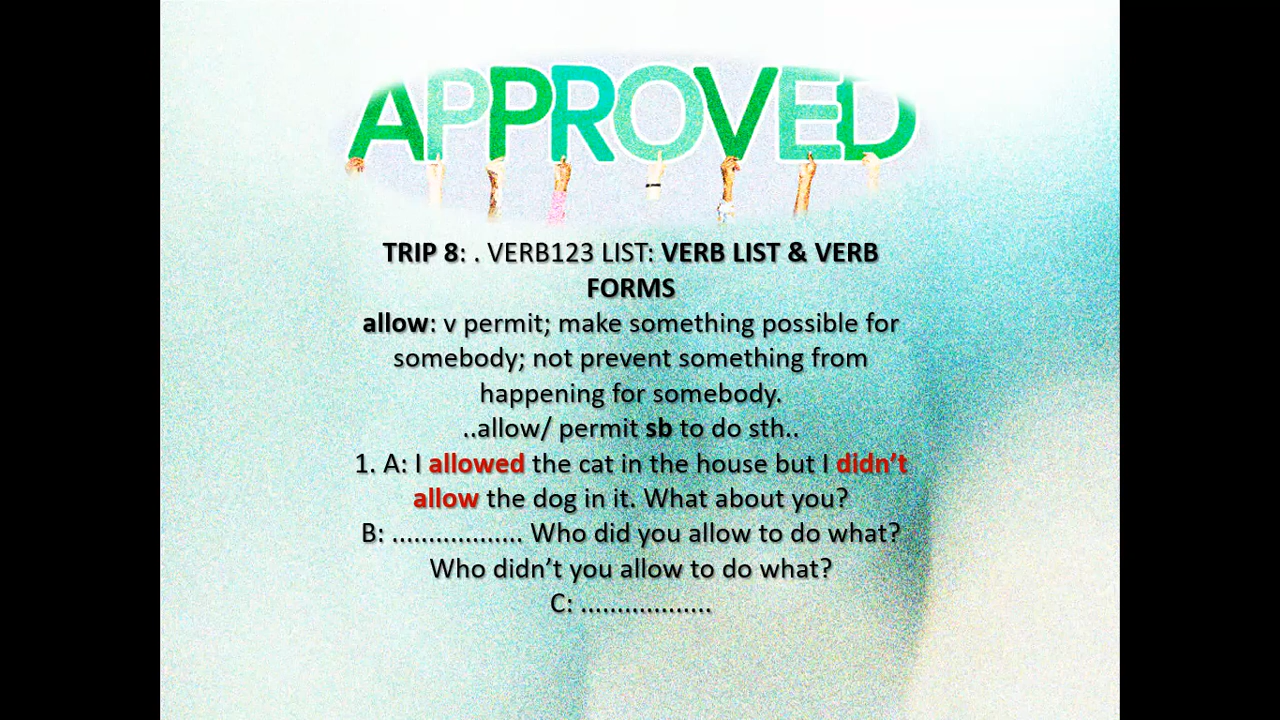 APPROVED
TRIP 8: . VERB123 LIST: VERB LIST & VERB
FORMS
allow: v permit; make something possible for
somebody; not prevent something from
happening for somebody.
..allow/ permit sb to do sth..
1. A: I allowed the cat in the house but I didn’t
allow the dog in it. What about you?
B: .................. Who did you allow to do what?
Who didn’t you allow to do what?
C: ..................